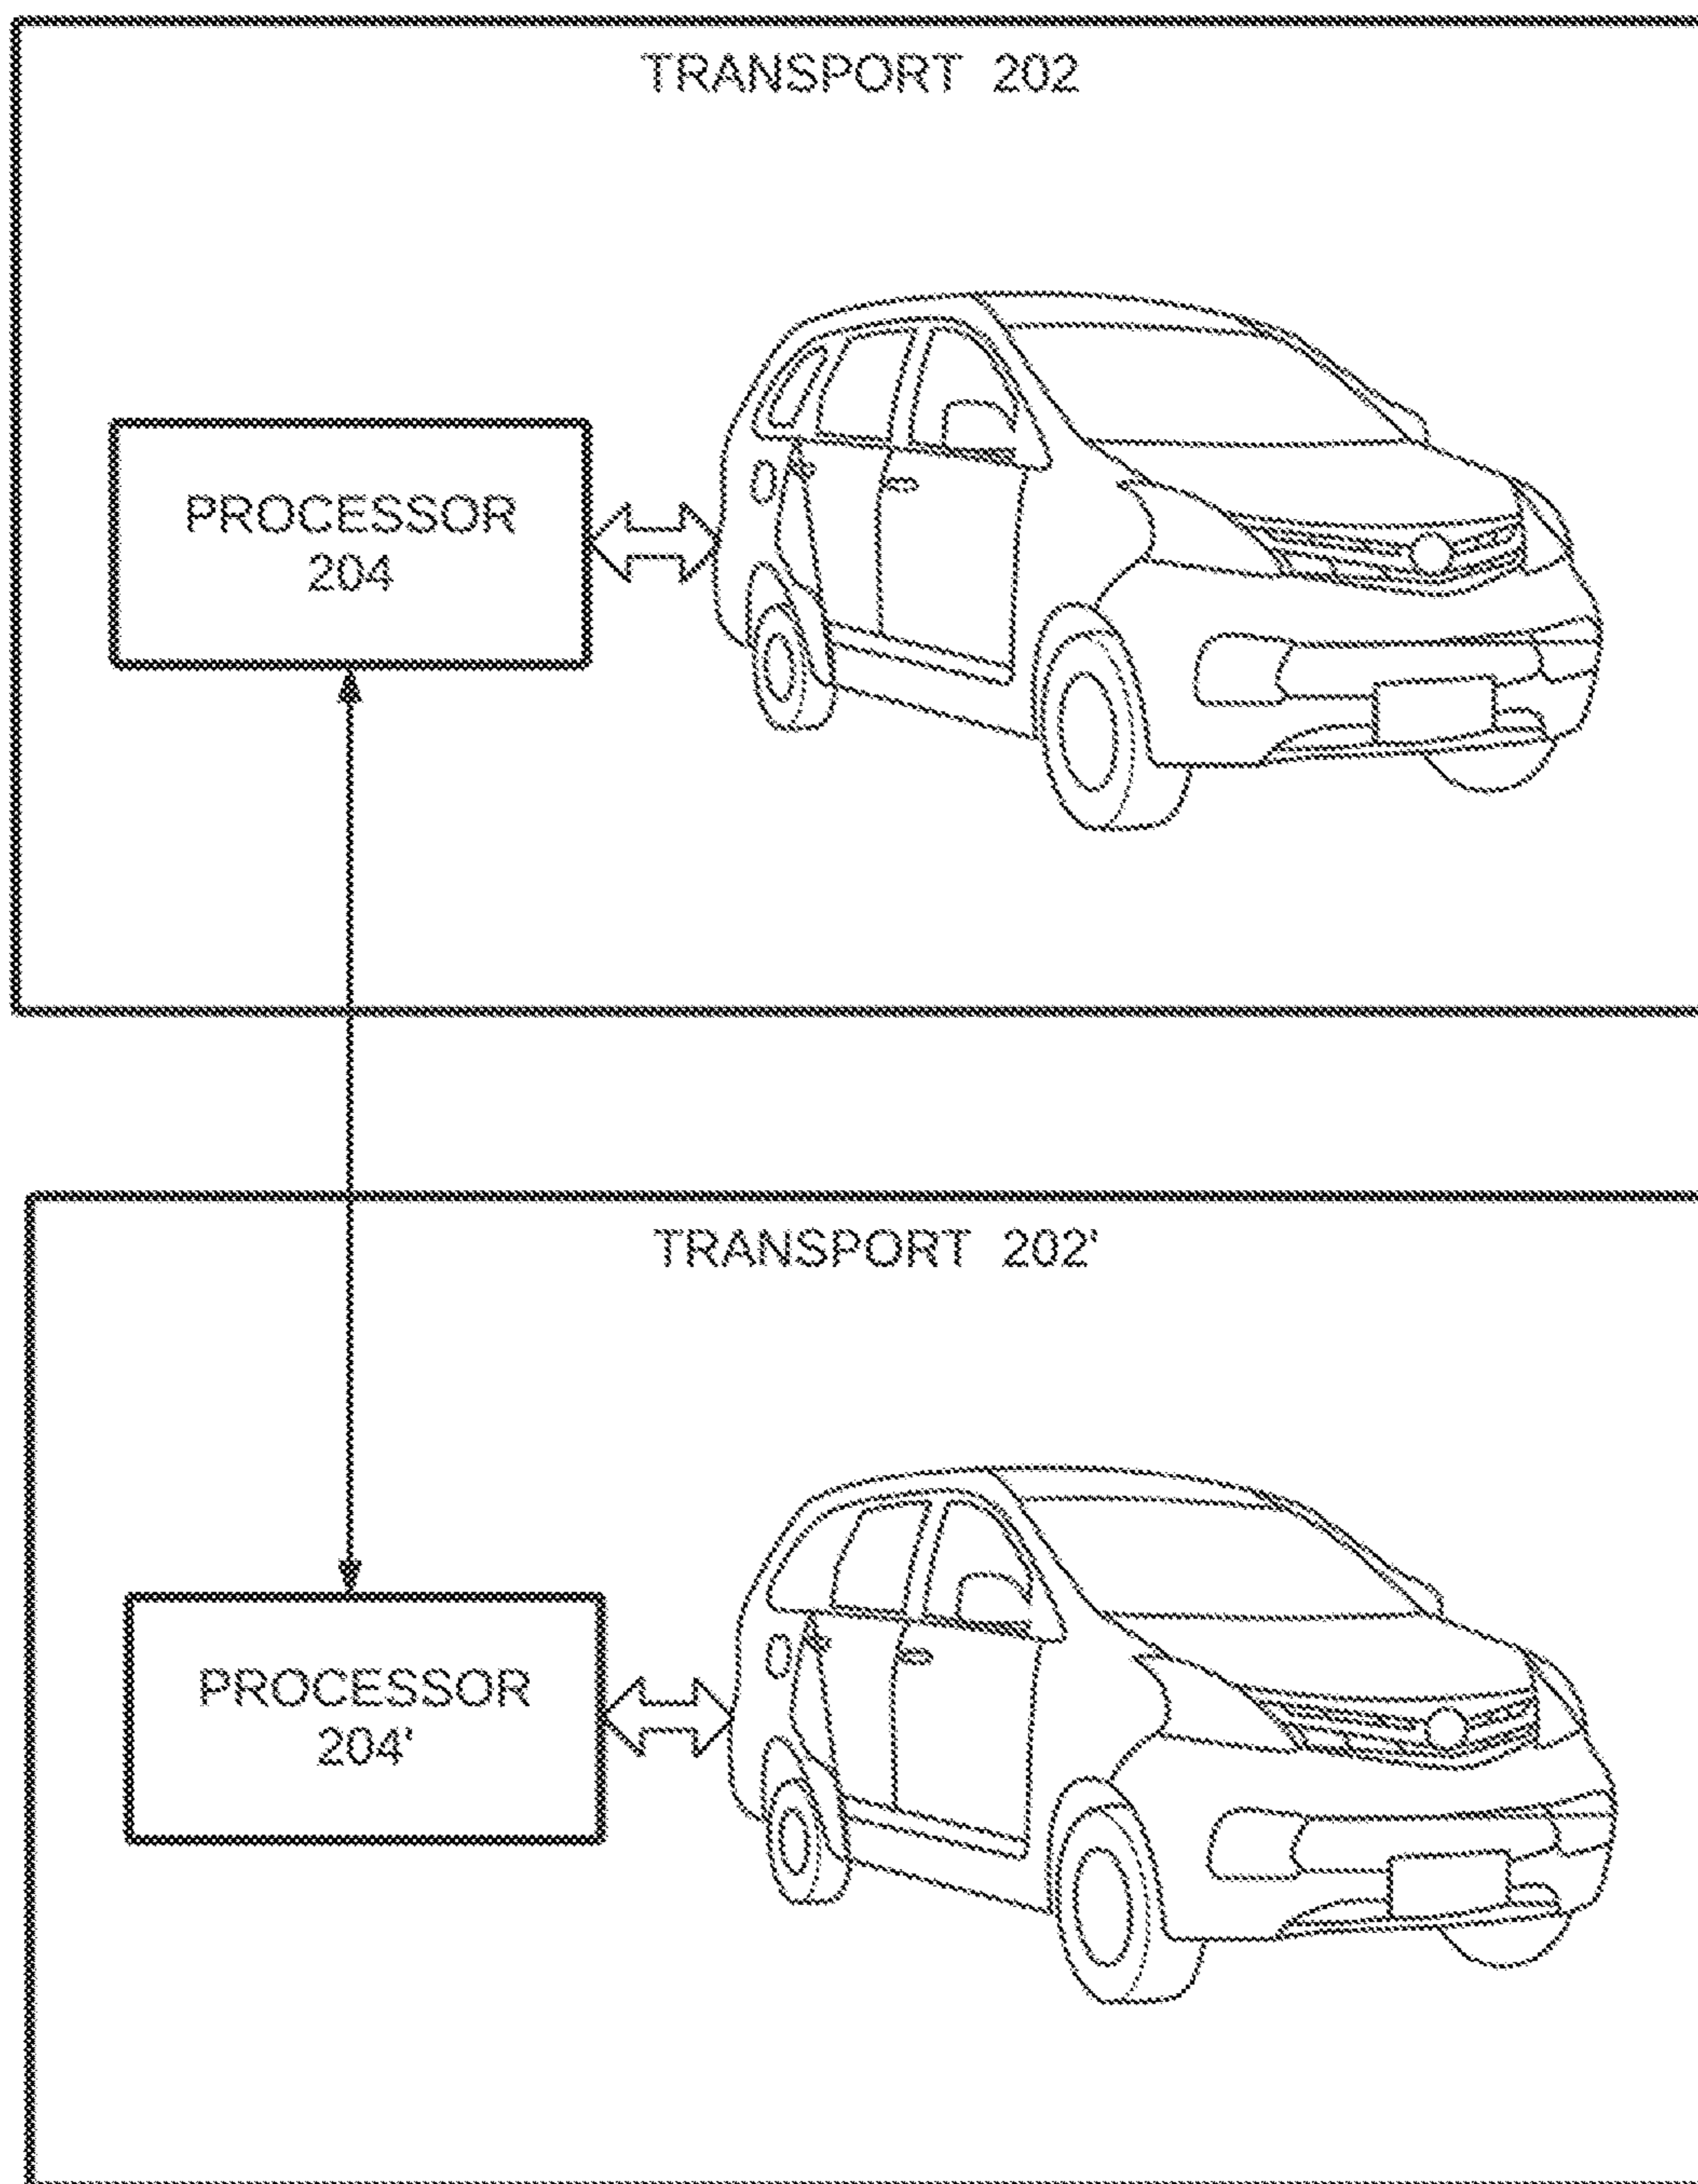 TRANSPORT 202
PROCESSOR
204
TRANSPORT 202'
PROCESSOR
204'